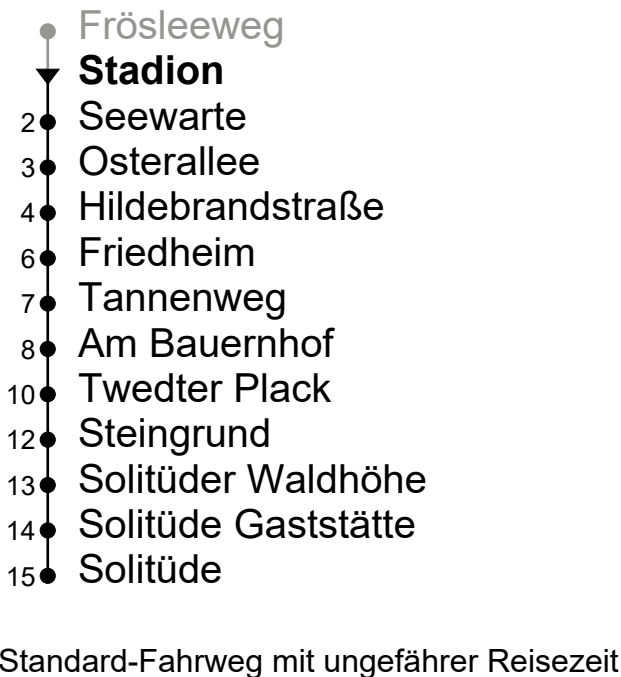 Frösleeweg
Stadion
2 Seewarte
3 Osterallee
4 Hildebrandstraße
6 Friedheim
7 Tannenweg
8 Am Bauernhof
10 Twedter Plack
12 Steingrund
13 Solitüder Waldhöhe
14 Solitüde Gaststätte
15 Solitüde
Standard-Fahrweg mit ungefährer Reisezeit